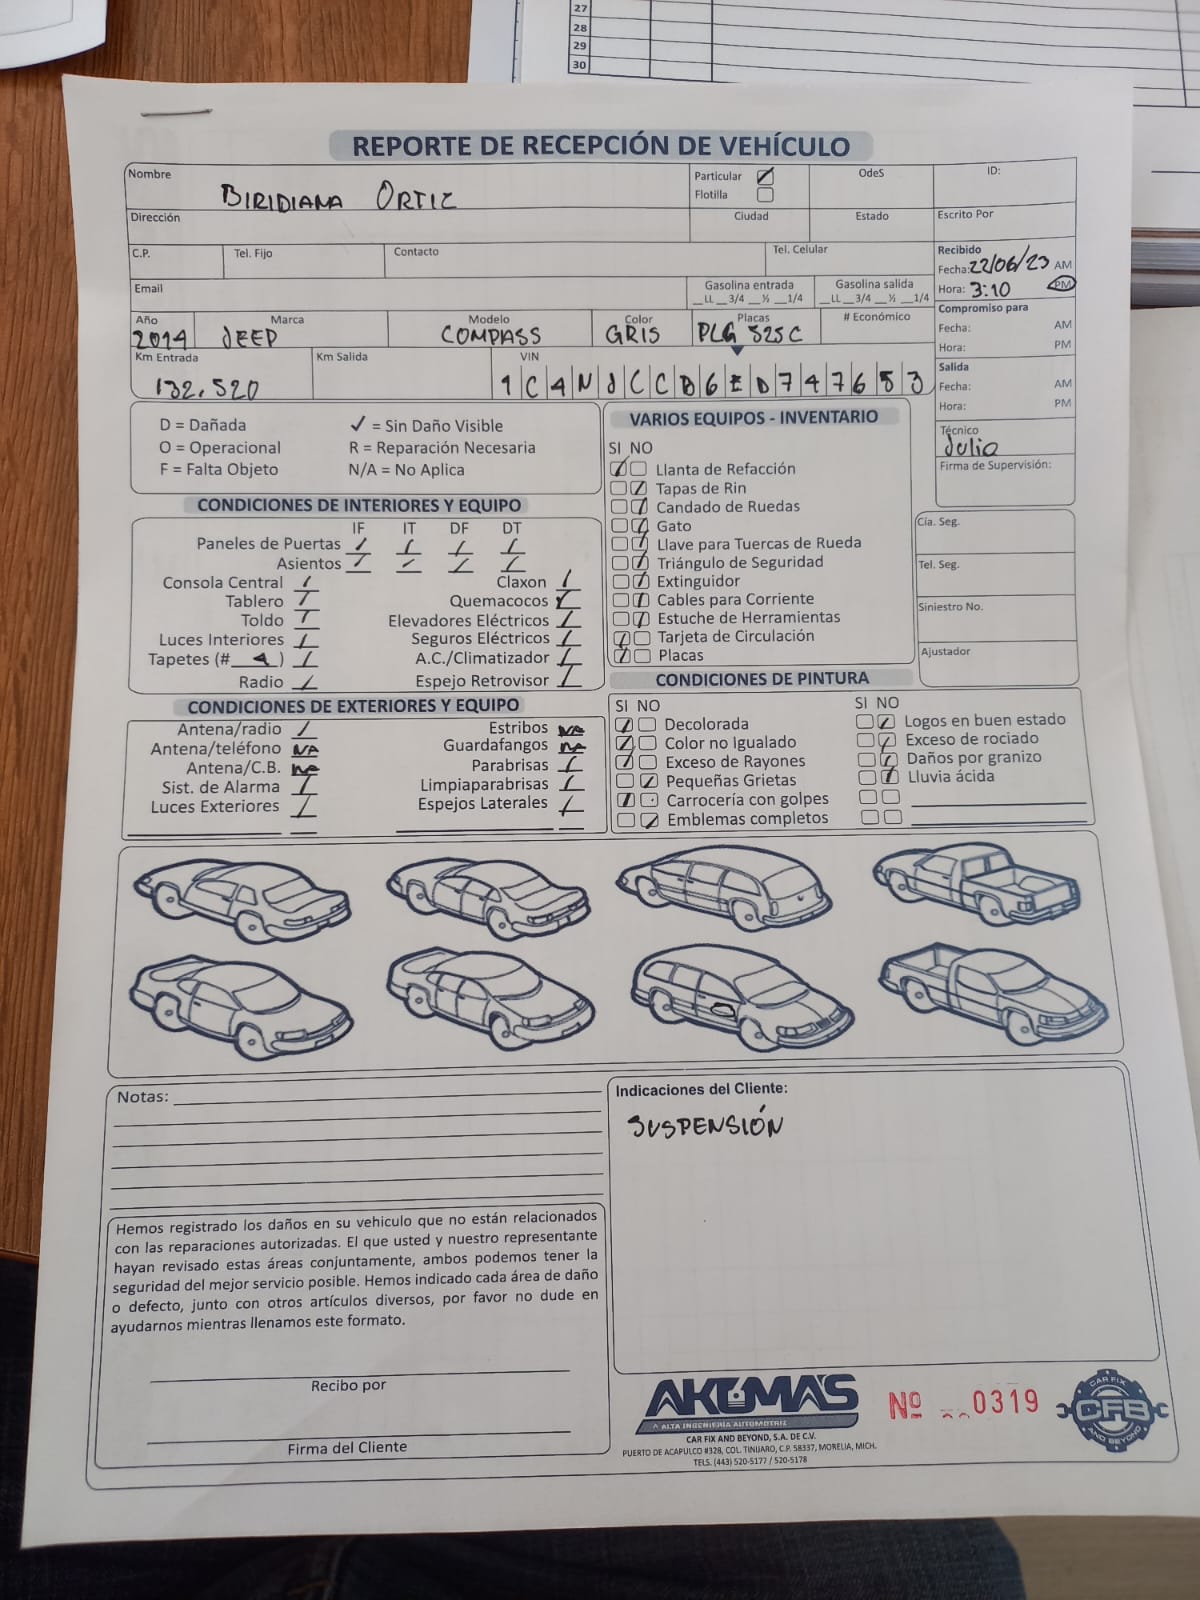 27
28
29
30
REPORTE DE RECEPCIÓN DE VEHÍCULO
Nombre BIRIDIANA ORTIZ
Particular
Flotilla
OdeS
ID:
Dirección
Ciudad
Estado
Escrito Por
C.P.
Tel. Fijo
Contacto
Tel. Celular
Recibido
Fecha: 22/06/23 AM
Hora: 3:10 PM
Email
Gasolina entrada
__LL __3/4 __½ __1/4
Gasolina salida
__LL __3/4 __½ __1/4
Compromiso para
Fecha: AM
Hora: PM
Año 2014
Marca JEEP
Modelo COMPASS
Color GRIS
Placas PLG 525C
# Económico
Km Entrada 132.520
Km Salida
VIN 1C4NJCCB6ED747653
Salida
Fecha: AM
Hora: PM
Técnico
Julio
Firma de Supervisión:
D = Dañada
✓ = Sin Daño Visible
O = Operacional
R = Reparación Necesaria
F = Falta Objeto
N/A = No Aplica
CONDICIONES DE INTERIORES Y EQUIPO
IF IT DF DT
Paneles de Puertas
Asientos
Consola Central
Claxon
Tablero
Quemacocos
Toldo
Elevadores Eléctricos
Luces Interiores
Seguros Eléctricos
Tapetes (# 4 )
A.C./Climatizador
Radio
Espejo Retrovisor
VARIOS EQUIPOS - INVENTARIO
SI NO
Llanta de Refacción
Tapas de Rin
Candado de Ruedas
Gato
Llave para Tuercas de Rueda
Triángulo de Seguridad
Extinguidor
Cables para Corriente
Estuche de Herramientas
Tarjeta de Circulación
Placas
Cía. Seg.
Tel. Seg.
Siniestro No.
Ajustador
CONDICIONES DE EXTERIORES Y EQUIPO
Antena/radio
Estribos NA
Antena/teléfono NA
Guardafangos NA
Antena/C.B. NA
Parabrisas
Sist. de Alarma
Limpiaparabrisas
Luces Exteriores
Espejos Laterales
CONDICIONES DE PINTURA
SI NO
SI NO
Decolorada
Logos en buen estado
Color no Igualado
Exceso de rociado
Exceso de Rayones
Daños por granizo
Pequeñas Grietas
Lluvia ácida
Carrocería con golpes
Emblemas completos
Notas:
Indicaciones del Cliente:
SUSPENSIÓN
Hemos registrado los daños en su vehiculo que no están relacionados
con las reparaciones autorizadas. El que usted y nuestro representante
hayan revisado estas áreas conjuntamente, ambos podemos tener la
seguridad del mejor servicio posible. Hemos indicado cada área de daño
o defecto, junto con otros artículos diversos, por favor no dude en
ayudarnos mientras llenamos este formato.
Recibo por
Firma del Cliente
AKUMA'S
ALTA INGENIERÍA AUTOMOTRIZ
CAR FIX AND BEYOND, S.A. DE C.V.
PUERTO DE ACAPULCO #328, COL. TINIJARO, C.P. 58337, MORELIA, MICH.
TELS. (443) 520-5177 / 520-5178
Nº 0319
CAR FIX
CFB
AND BEYOND